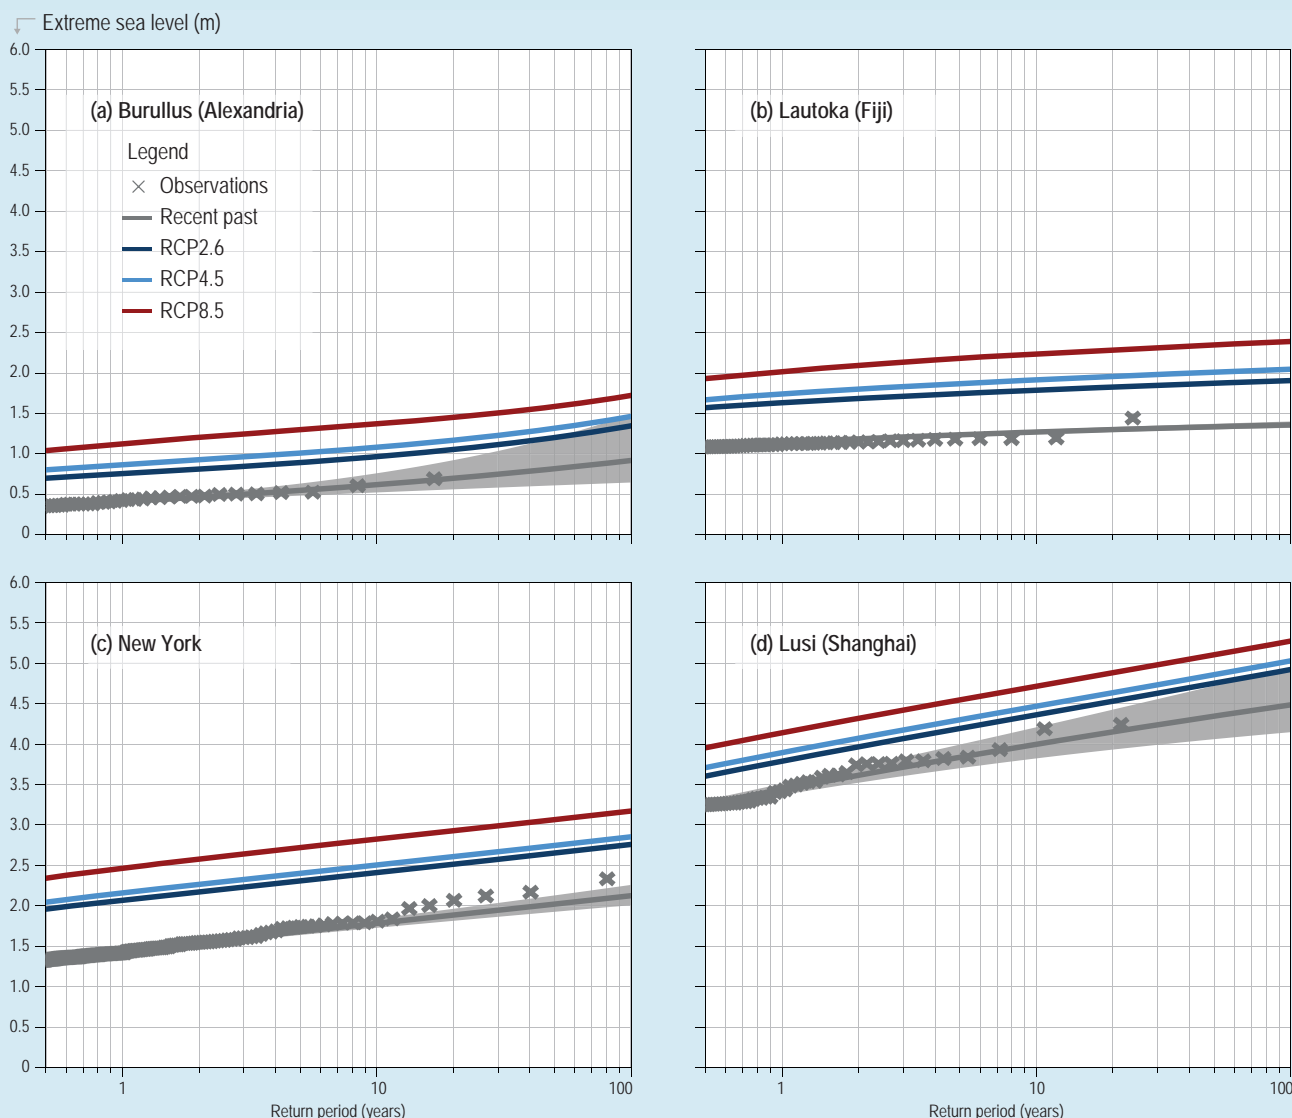 Extreme sea level (m)
6.0
5.5
5.0
4.5
4.0
3.5
3.0
2.5
2.0
1.5
1.0
0.5
0
(a) Burullus (Alexandria)
Legend
Observations
Recent past
RCP2.6
RCP4.5
RCP8.5
(b) Lautoka (Fiji)
6.0
5.5
5.0
4.5
4.0
3.5
3.0
2.5
2.0
1.5
1.0
0.5
0
(c) New York
1 10 100
Return period (years)
(d) Lusi (Shanghai)
1 10 100
Return period (years)